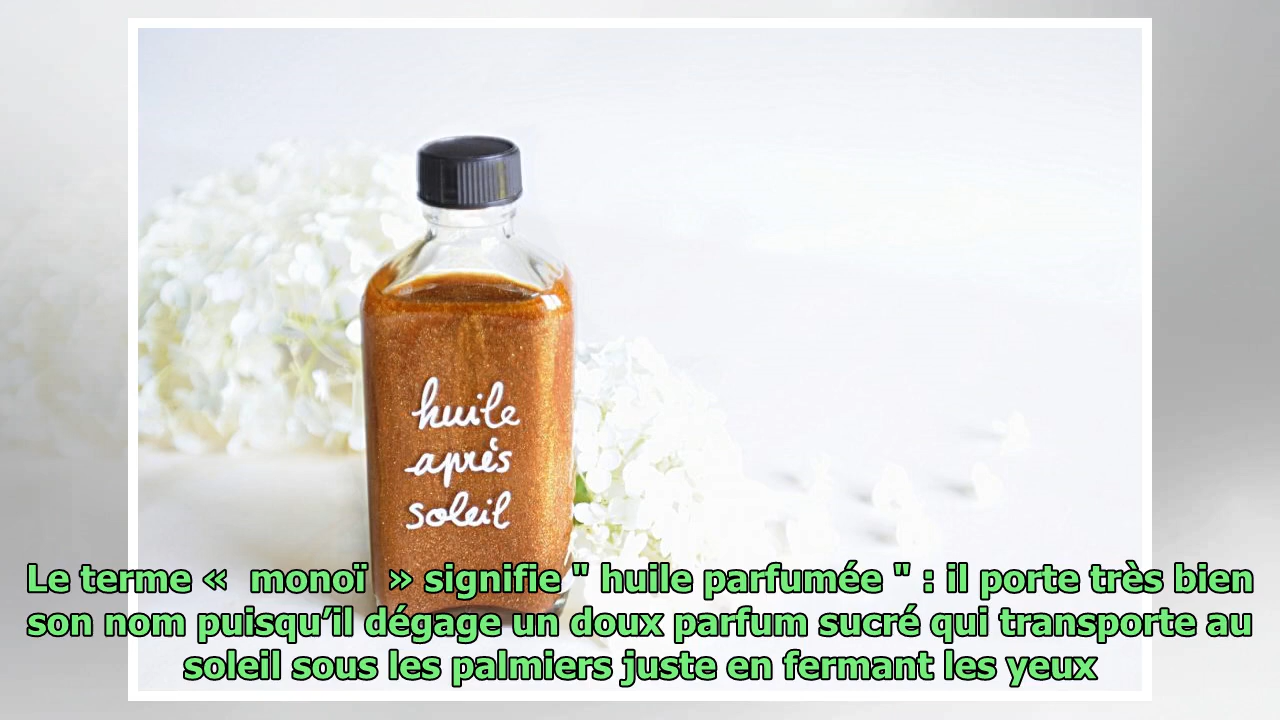 huile
après
soleil
Le terme «  monoï  » signifie " huile parfumée " : il porte très bien
son nom puisqu’il dégage un doux parfum sucré qui transporte au
soleil sous les palmiers juste en fermant les yeux